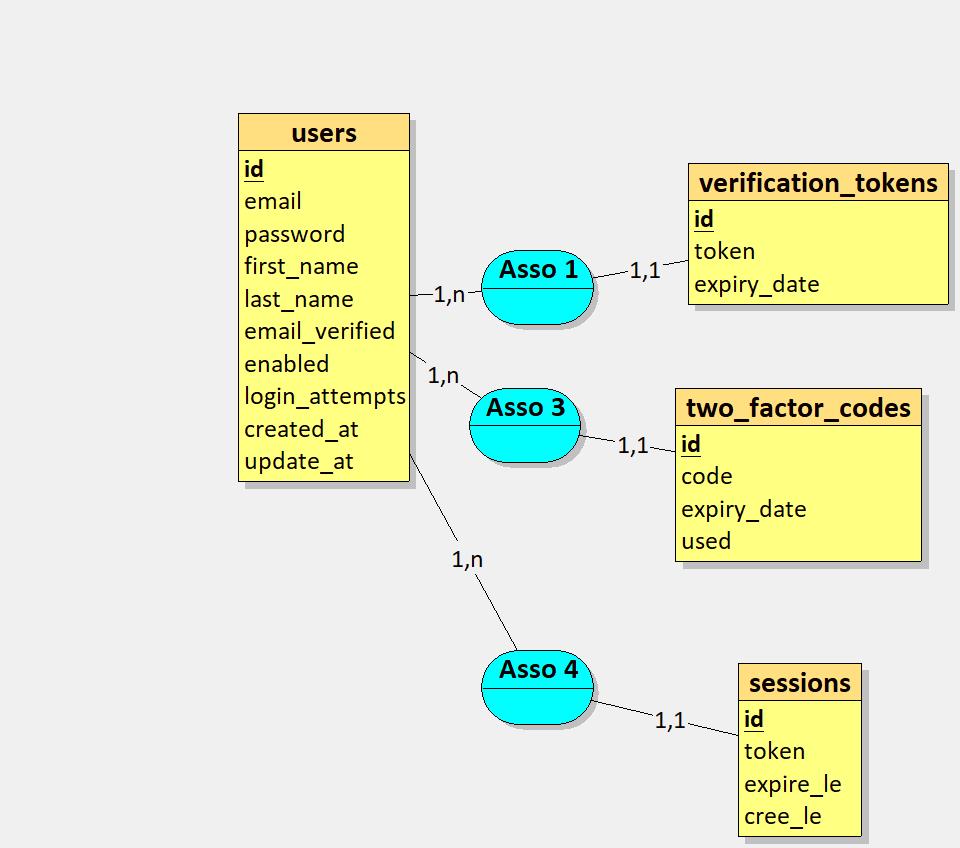 users
id
email
password
first_name
last_name
email_verified
enabled
login_attempts
created_at
update_at
1,n
Asso 1
1,1
verification_tokens
id
token
expiry_date
1,n
Asso 3
1,1
two_factor_codes
id
code
expiry_date
used
1,n
Asso 4
1,1
sessions
id
token
expire_le
cree_le